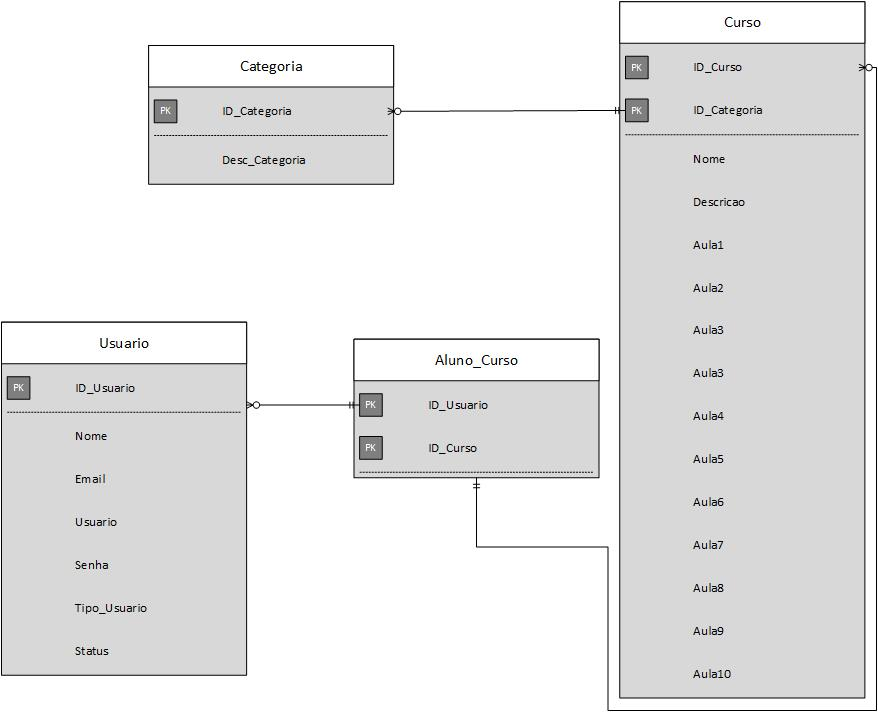 Categoria
PK ID_Categoria
Desc_Categoria
Curso
PK ID_Curso
PK ID_Categoria
Nome
Descricao
Aula1
Aula2
Aula3
Aula3
Aula4
Aula5
Aula6
Aula7
Aula8
Aula9
Aula10
Usuario
PK ID_Usuario
Nome
Email
Usuario
Senha
Tipo_Usuario
Status
Aluno_Curso
PK ID_Usuario
PK ID_Curso